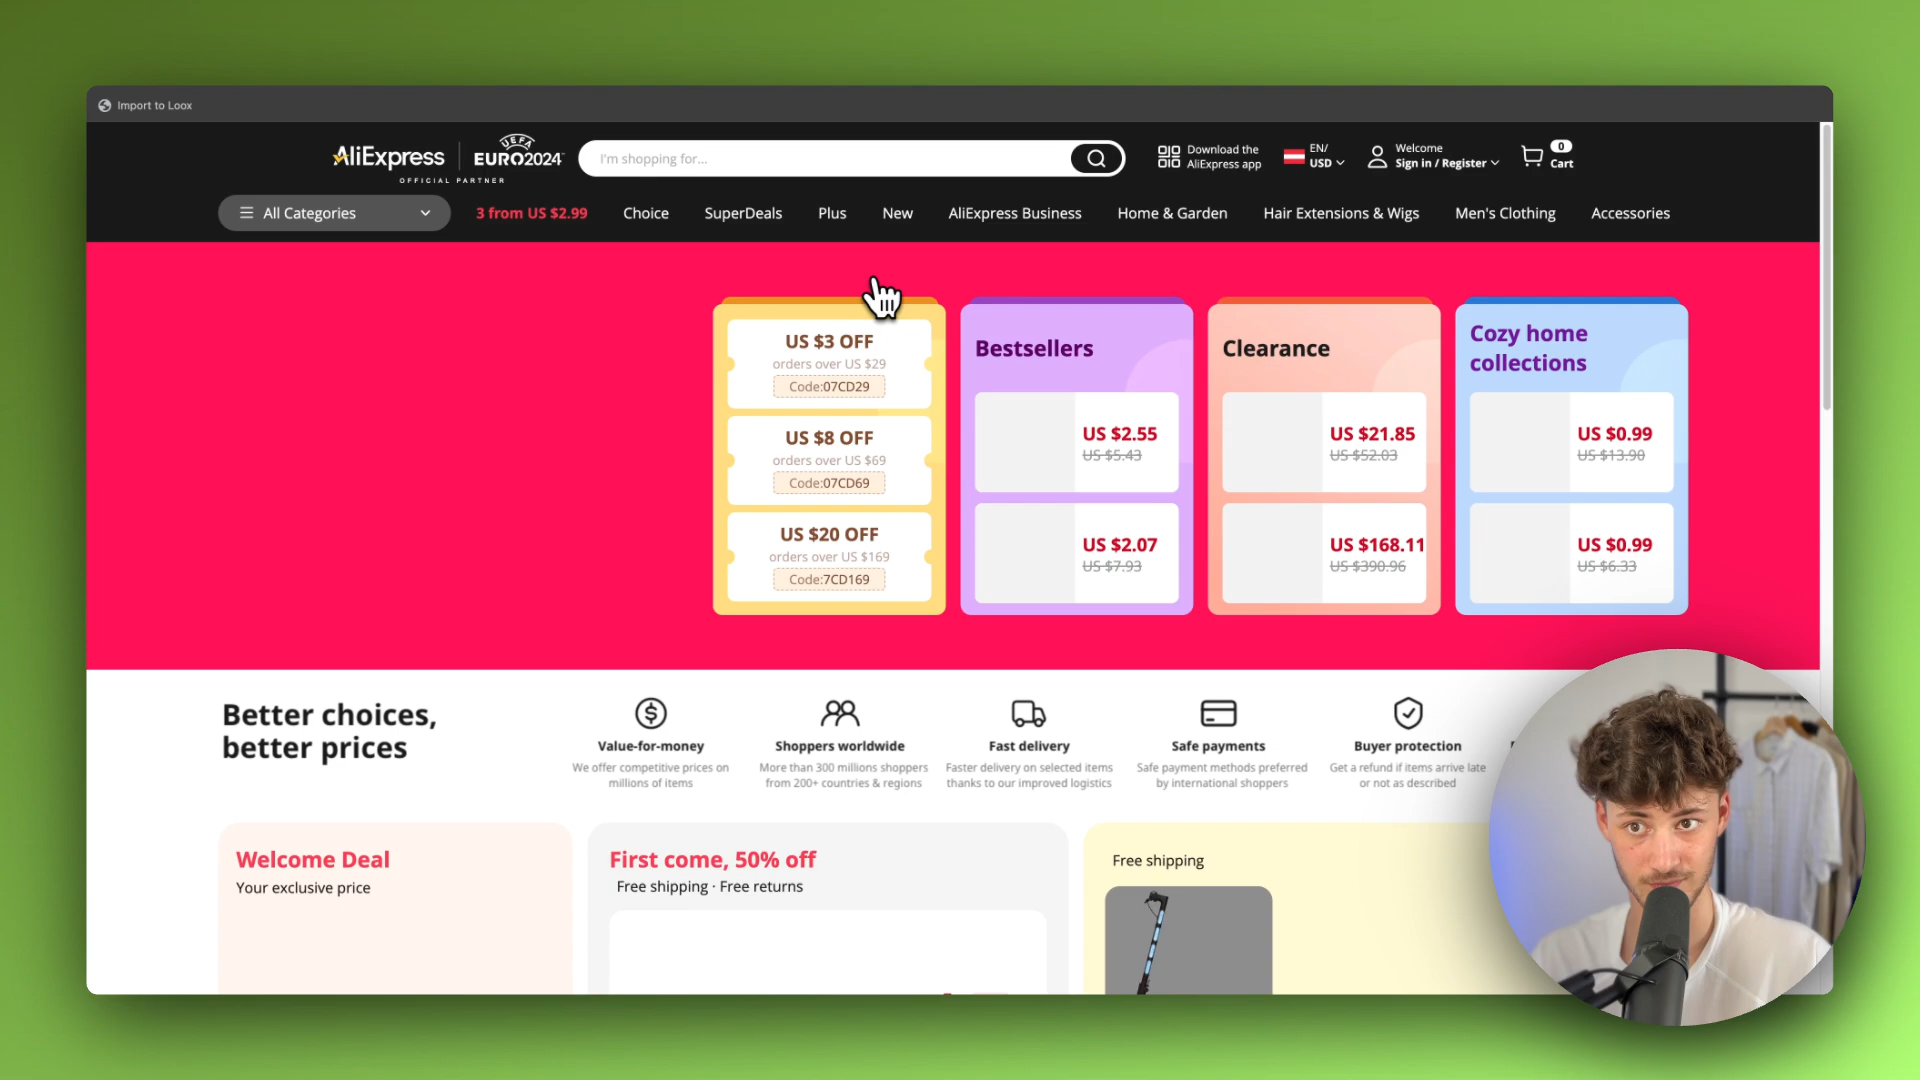 Import to Loox
AliExpress
UEFA
EURO2024
OFFICIAL PARTNER
I'm shopping for...
Download the
AliExpress app
EN/
USD
Welcome
Sign in / Register
0
Cart
All Categories
3 from US $2.99
Choice
SuperDeals
Plus
New
AliExpress Business
Home & Garden
Hair Extensions & Wigs
Men's Clothing
Accessories
US $3 OFF
orders over US $29
Code:07CD29
US $8 OFF
orders over US $69
Code:07CD69
US $20 OFF
orders over US $169
Code:7CD169
Bestsellers
US $2.55
US $5.43
US $2.07
US $7.93
Clearance
US $21.85
US $52.03
US $168.11
US $390.96
Cozy home
collections
US $0.99
US $13.90
US $0.99
US $6.33
Better choices,
better prices
Value-for-money
We offer competitive prices on
millions of items
Shoppers worldwide
More than 300 millions shoppers
from 200+ countries & regions
Fast delivery
Faster delivery on selected items
thanks to our improved logistics
Safe payments
Safe payment methods preferred
by international shoppers
Buyer protection
Get a refund if items arrive late
or not as described
Welcome Deal
Your exclusive price
First come, 50% off
Free shipping · Free returns
Free shipping